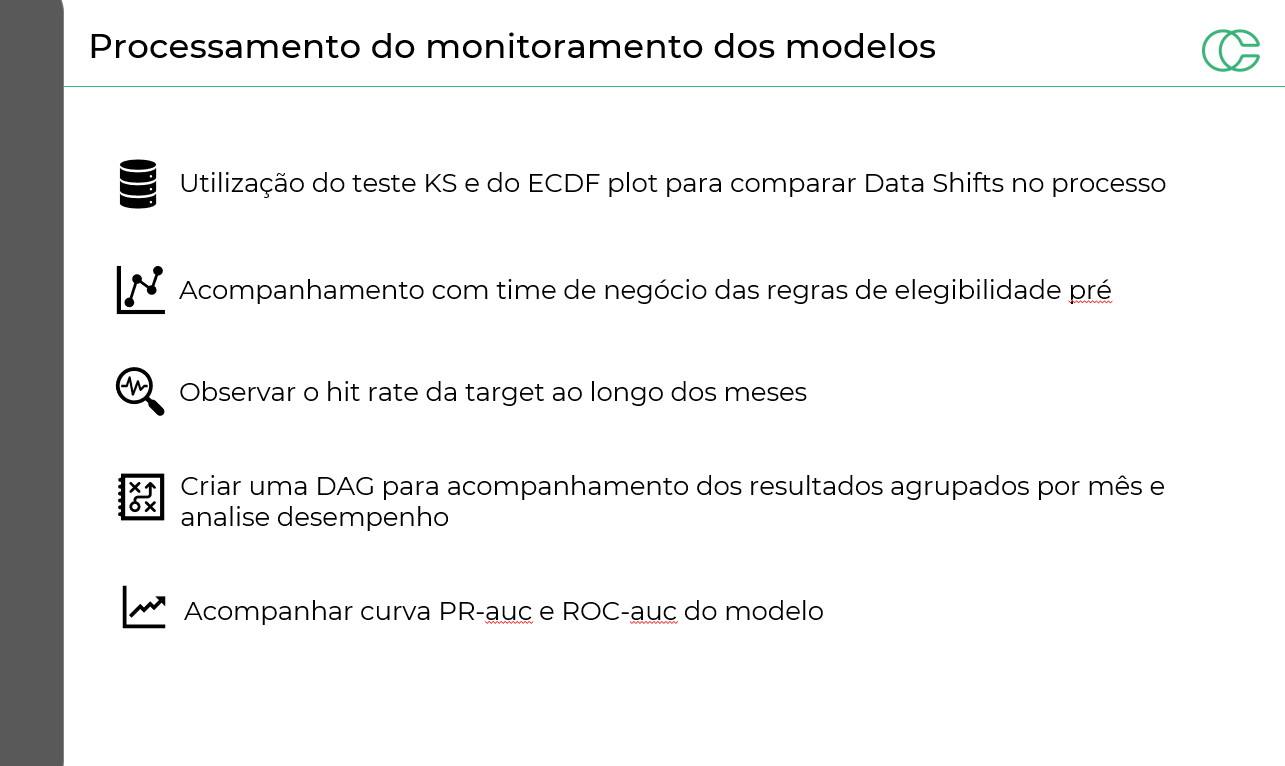 Processamento do monitoramento dos modelos
Utilização do teste KS e do ECDF plot para comparar Data Shifts no processo
Acompanhamento com time de negócio das regras de elegibilidade pré
Observar o hit rate da target ao longo dos meses
Criar uma DAG para acompanhamento dos resultados agrupados por mês e
analise desempenho
Acompanhar curva PR-auc e ROC-auc do modelo